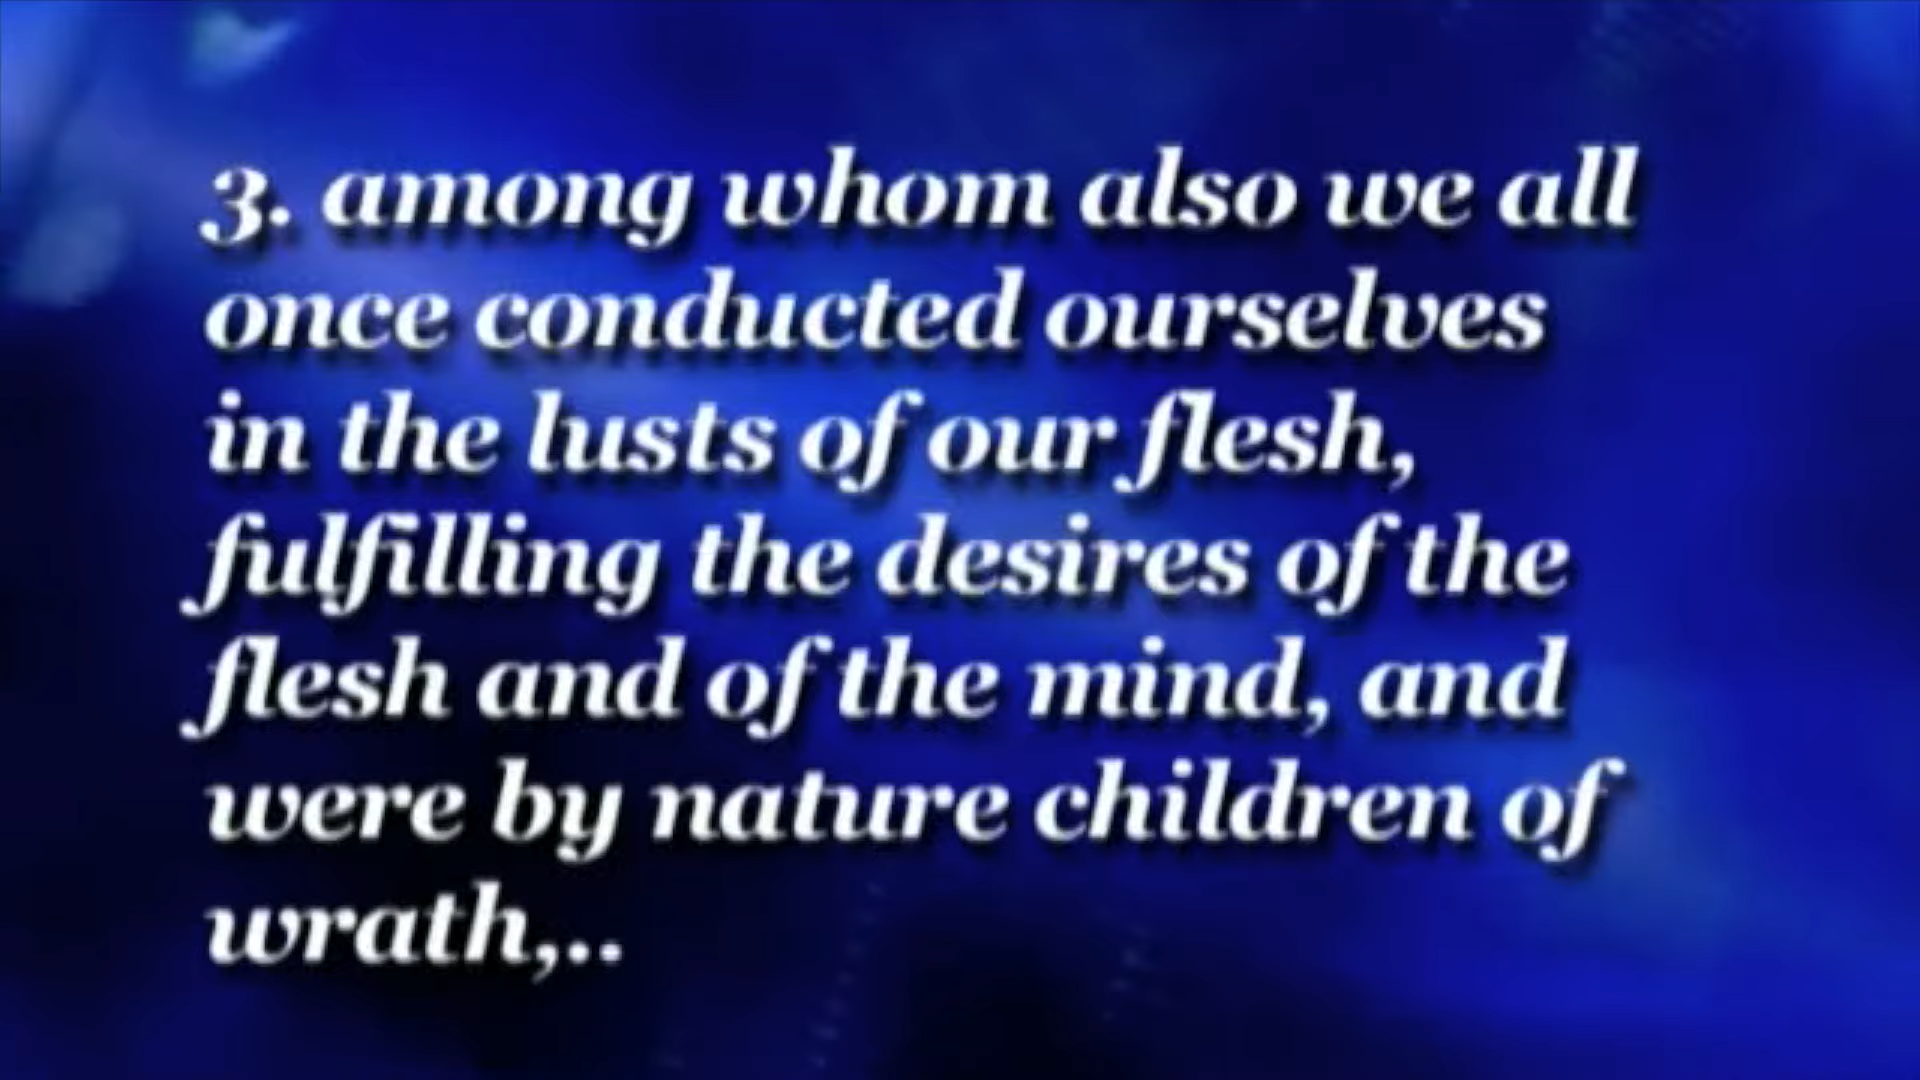 3. among whom also we all
once conducted ourselves
in the lusts of our flesh,
fulfilling the desires of the
flesh and of the mind, and
were by nature children of
wrath,..